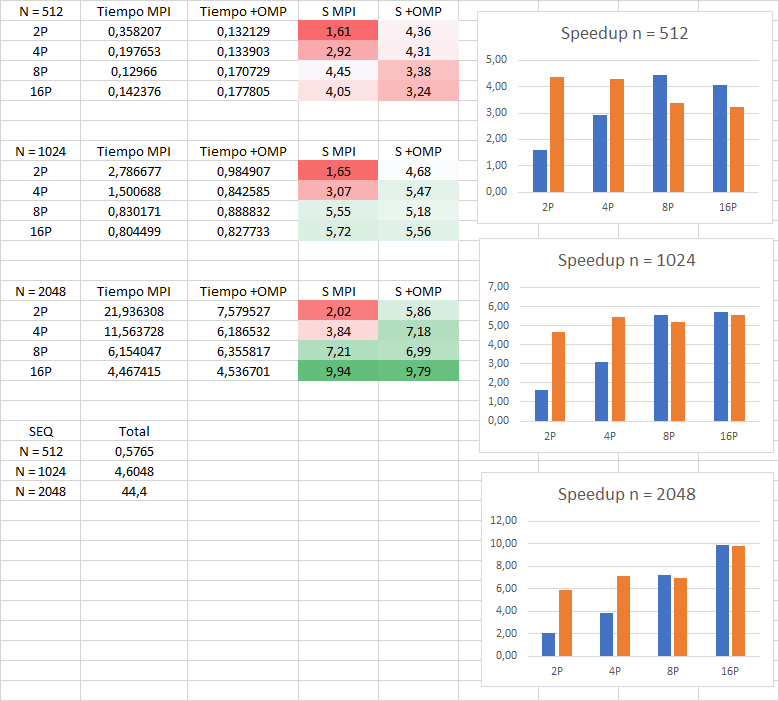 N = 512 Tiempo MPI Tiempo +OMP S MPI S +OMP
2P 0,358207 0,132129 1,61 4,36
4P 0,197653 0,133903 2,92 4,31
8P 0,12966 0,170729 4,45 3,38
16P 0,142376 0,177805 4,05 3,24
N = 1024 Tiempo MPI Tiempo +OMP S MPI S +OMP
2P 2,786677 0,984907 1,65 4,68
4P 1,500688 0,842585 3,07 5,47
8P 0,830171 0,888832 5,55 5,18
16P 0,804499 0,827733 5,72 5,56
N = 2048 Tiempo MPI Tiempo +OMP S MPI S +OMP
2P 21,936308 7,579527 2,02 5,86
4P 11,563728 6,186532 3,84 7,18
8P 6,154047 6,355817 7,21 6,99
16P 4,467415 4,536701 9,94 9,79
SEQ Total
N = 512 0,5765
N = 1024 4,6048
N = 2048 44,4
Speedup n = 512
5,00
4,00
3,00
2,00
1,00
0,00
2P 4P 8P 16P
Speedup n = 1024
7,00
6,00
5,00
4,00
3,00
2,00
1,00
0,00
2P 4P 8P 16P
Speedup n = 2048
12,00
10,00
8,00
6,00
4,00
2,00
0,00
2P 4P 8P 16P